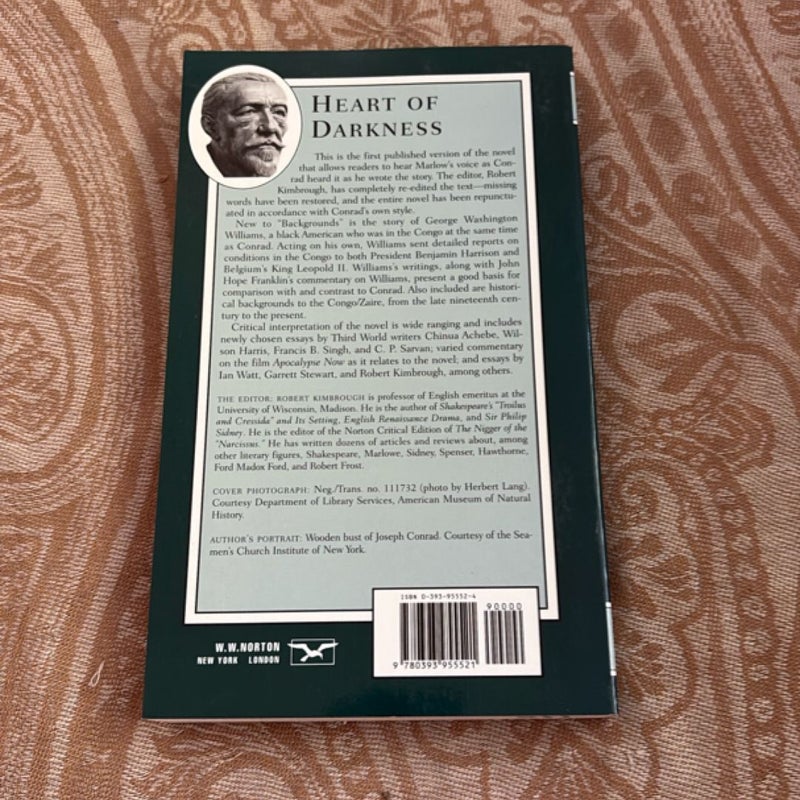 HEART OF
DARKNESS
This is the first published version of the novel
that allows readers to hear Marlow's voice as Con-
rad heard it as he wrote the story. The editor, Robert
Kimbrough, has completely re-edited the text—missing
words have been restored, and the entire novel has been repunctu-
ated in accordance with Conrad's own style.
New to "Backgrounds" is the story of George Washington
Williams, a black American who was in the Congo at the same time
as Conrad. Acting on his own, Williams sent detailed reports on
conditions in the Congo to both President Benjamin Harrison and
Belgium's King Leopold II. Williams's writings, along with John
Hope Franklin's commentary on Williams, present a good basis for
comparison with and contrast to Conrad. Also included are histori-
cal backgrounds to the Congo/Zaire, from the late nineteenth cen-
tury to the present.
Critical interpretation of the novel is wide ranging and includes
newly chosen essays by Third World writers Chinua Achebe, Wil-
son Harris, Francis B. Singh, and C. P. Sarvan; varied commentary
on the film Apocalypse Now as it relates to the novel; and essays by
Ian Watt, Garrett Stewart, and Robert Kimbrough, among others.
THE EDITOR: ROBERT KIMBROUGH is professor of English emeritus at the
University of Wisconsin, Madison. He is the author of Shakespeare's "Troilus
and Cressida" and Its Setting, English Renaissance Drama, and Sir Philip
Sidney. He is the editor of the Norton Critical Edition of The Nigger of the
"Narcissus." He has written dozens of articles and reviews about, among
other literary figures, Shakespeare, Marlowe, Sidney, Spenser, Hawthorne,
Ford Madox Ford, and Robert Frost.
COVER PHOTOGRAPH: Neg./Trans. no. 111732 (photo by Herbert Lang).
Courtesy Department of Library Services, American Museum of Natural
History.
AUTHOR'S PORTRAIT: Wooden bust of Joseph Conrad. Courtesy of the Sea-
men's Church Institute of New York.
ISBN 0-393-95552-4
90000
9 780393 955521
W.W.NORTON
NEW YORK LONDON